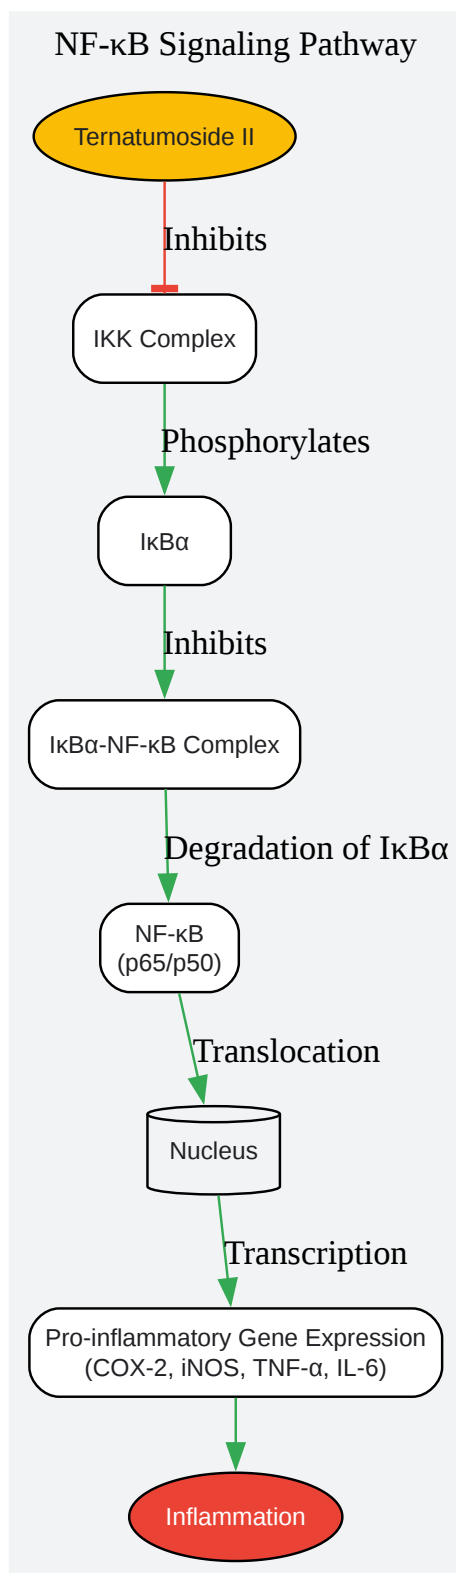 NF-κB Signaling Pathway
Ternatumoside II
Inhibits
IKK Complex
Phosphorylates
IκBα
Inhibits
IκBα-NF-κB Complex
Degradation of IκBα
NF-κB
(p65/p50)
Translocation
Nucleus
Transcription
Pro-inflammatory Gene Expression
(COX-2, iNOS, TNF-α, IL-6)
Inflammation